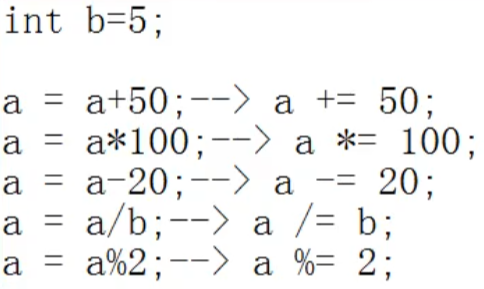 int b=5;
a = a+50;--> a += 50;
a = a*100;--> a *= 100;
a = a-20;--> a -= 20;
a = a/b;--> a /= b;
a = a%2;--> a %= 2;